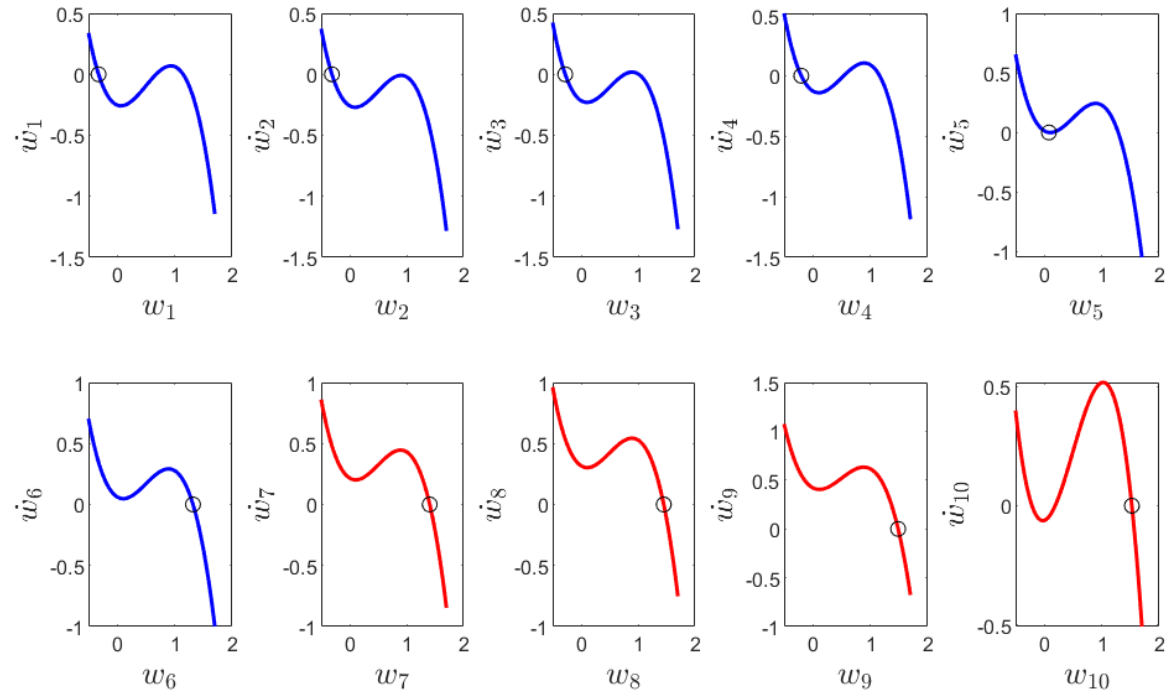 0.5 0.5 0.5 0.5 1
0 0 0 0 0.5
-0.5 -0.5 -0.5 -0.5 0
-1 -1 -1 -1 -0.5
-1.5 -1.5 -1.5 -1.5 -1
ẇ₁ ẇ₂ ẇ₃ ẇ₄ ẇ₅
0 1 2 0 1 2 0 1 2 0 1 2 0 1 2
w₁ w₂ w₃ w₄ w₅
1 1 1 1.5 0.5
0.5 0.5 0.5 1
0 0 0 0.5 0
-0.5 -0.5 -0.5 0
-0.5
-1 -1 -1 -1 -0.5
ẇ₆ ẇ₇ ẇ₈ ẇ₉ ẇ₁₀
0 1 2 0 1 2 0 1 2 0 1 2 0 1 2
w₆ w₇ w₈ w₉ w₁₀